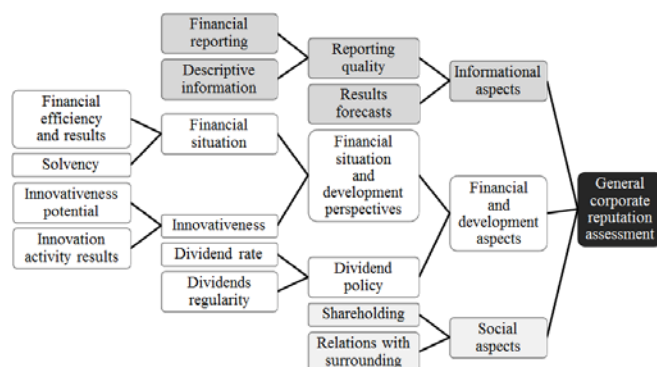 Financial
reporting
Descriptive
information
Reporting
quality
Results
forecasts
Informational
aspects
Financial
efficiency
and results
Solvency
Financial
situation
Innovativeness
potential
Innovation
activity results
Innovativeness
Financial
situation
and
development
perspectives
Dividend rate
Dividends
regularity
Dividend
policy
Financial
and
development
aspects
Shareholding
Relations with
surrounding
Social
aspects
General
corporate
reputation
assessment